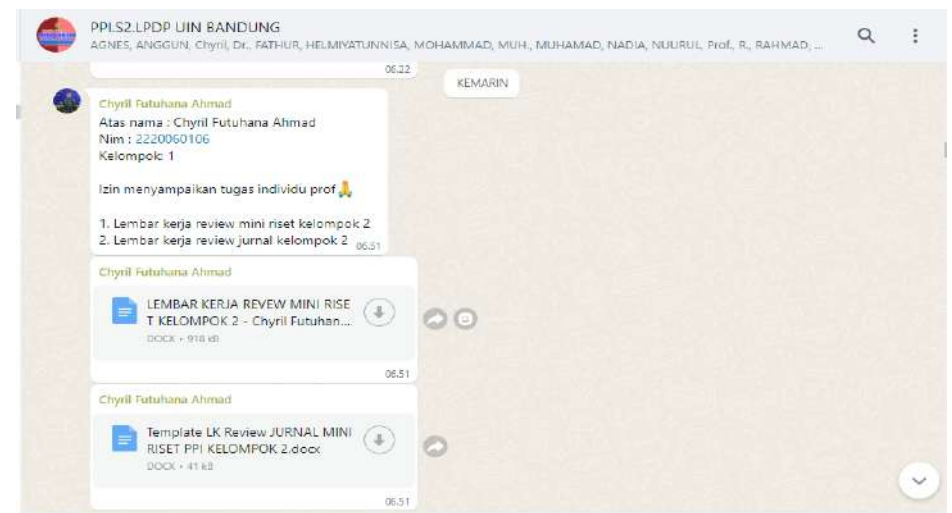 PPI.S2.LPDP UIN BANDUNG
AGNES, ANGGUN, Chyril, Dr., FATHUR, HELMIYATUNNISA, MOHAMMAD, MUH., MUHAMAD, NADIA, NUURUL, Prof., R., RAHMAD, ...
06.22
KEMARIN
Chyril Futuhana Ahmad
Atas nama : Chyril Futuhana Ahmad
Nim : 2220060106
Kelompok: 1
Izin menyampaikan tugas individu prof🙏
1. Lembar kerja review mini riset kelompok 2
2. Lembar kerja review jurnal kelompok 2
06.51
Chyril Futuhana Ahmad
LEMBAR KERJA REVEW MINI RISE
T KELOMPOK 2 - Chyril Futuhan...
DOCX • 918 kB
06.51
Chyril Futuhana Ahmad
Template LK Review JURNAL MINI
RISET PPI KELOMPOK 2.docx
DOCX • 41 kB
06.51